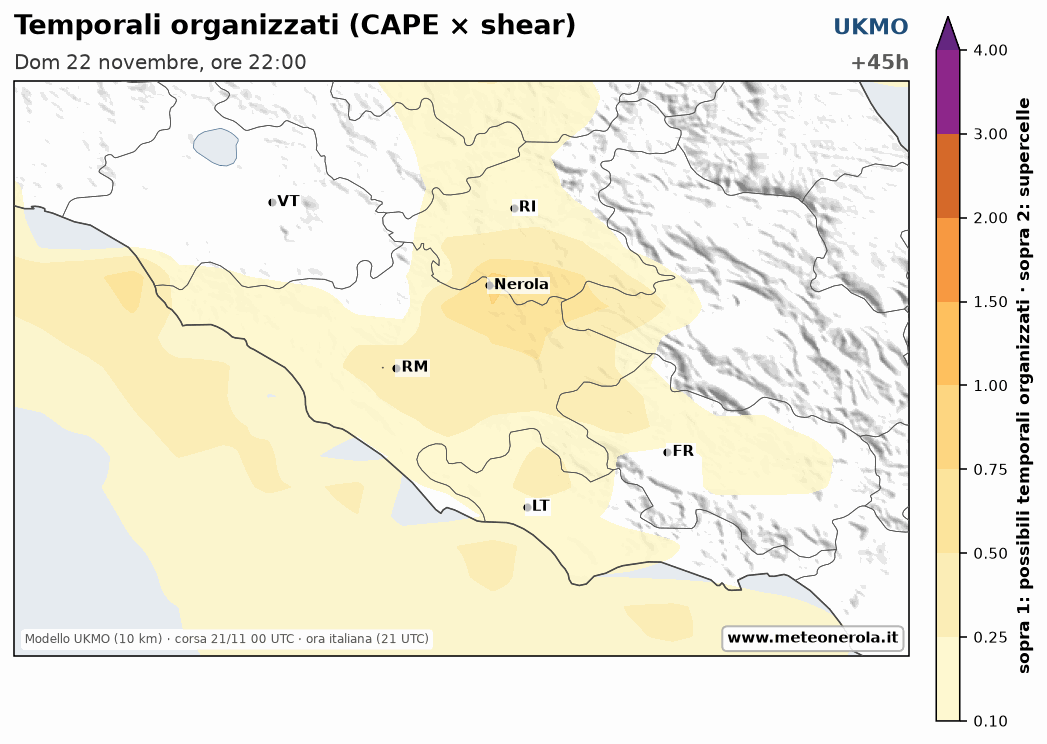 Temporali organizzati (CAPE × shear)
UKMO
Dom 22 novembre, ore 22:00
+45h
VT
RI
Nerola
RM
FR
LT
Modello UKMO (10 km) · corsa 21/11 00 UTC · ora italiana (21 UTC)
www.meteonerola.it
4.00
3.00
2.00
1.50
1.00
0.75
0.50
0.25
0.10
sopra 1: possibili temporali organizzati · sopra 2: supercelle